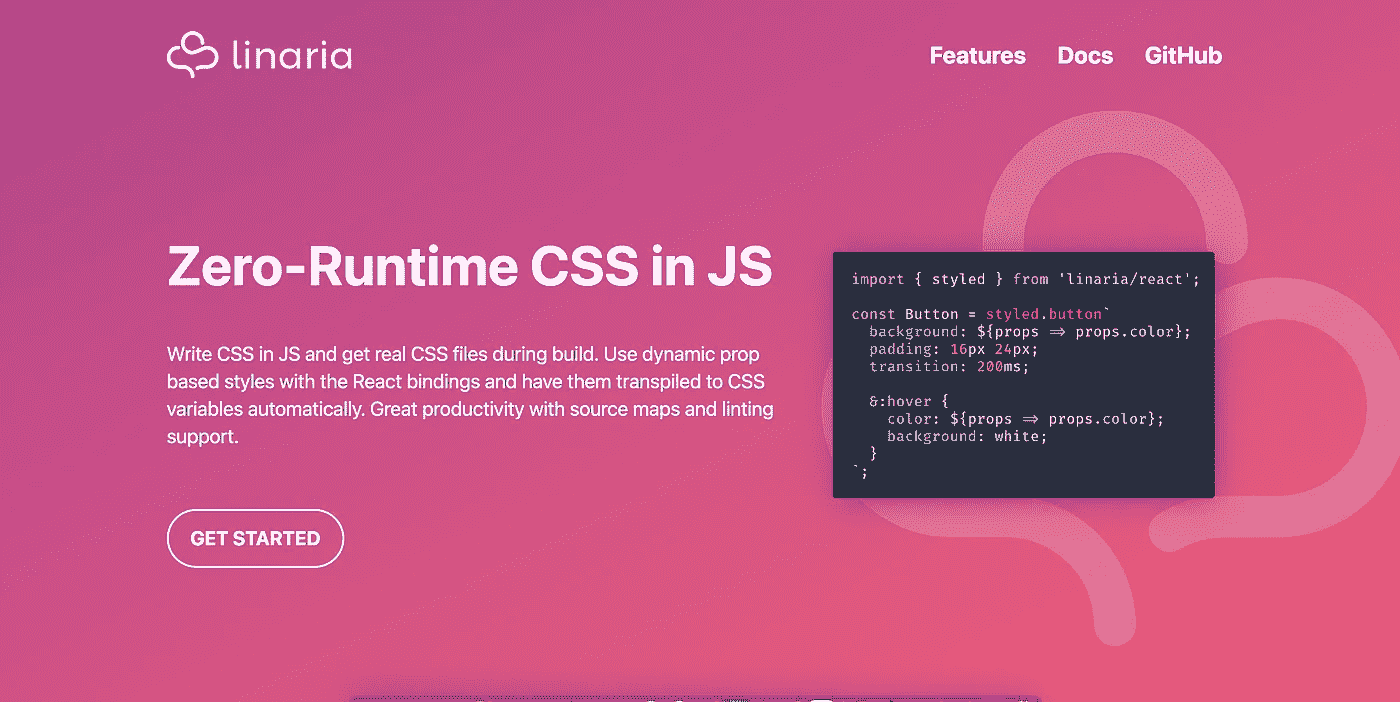 linaria
Features Docs GitHub
Zero-Runtime CSS in JS
Write CSS in JS and get real CSS files during build. Use dynamic prop
based styles with the React bindings and have them transpiled to CSS
variables automatically. Great productivity with source maps and linting
support.
GET STARTED
import { styled } from 'linaria/react';
const Button = styled.button`
  background: ${props => props.color};
  padding: 16px 24px;
  transition: 200ms;
  &:hover {
    color: ${props => props.color};
    background: white;
  }
`;